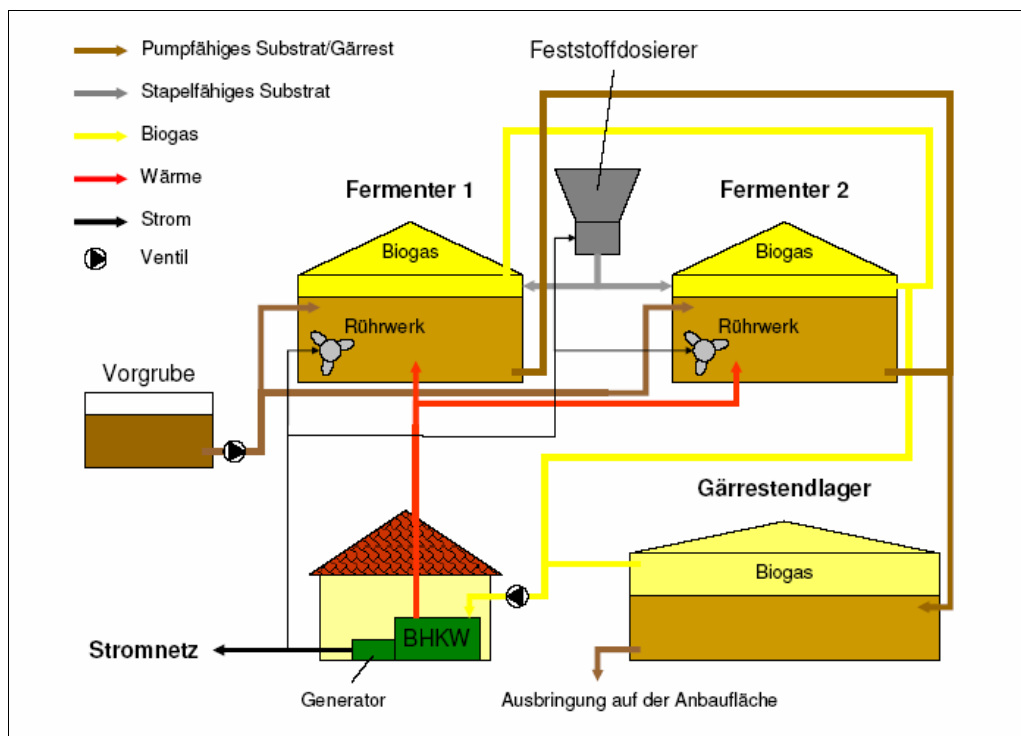 Pumpfähiges Substrat/Gärrest
Stapelfähiges Substrat
Biogas
Wärme
Strom
Ventil
Feststoffdosierer
Fermenter 1
Fermenter 2
Biogas
Biogas
Rührwerk
Rührwerk
Vorgrube
Gärrestendlager
Biogas
BHKW
Stromnetz
Generator
Ausbringung auf der Anbaufläche